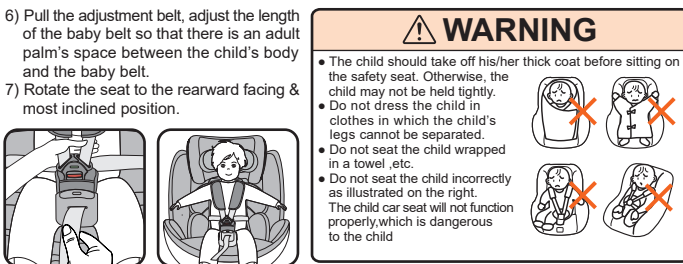 6) Pull the adjustment belt, adjust the length
of the baby belt so that there is an adult
palm's space between the child's body
and the baby belt.
7) Rotate the seat to the rearward facing &
most inclined position.
WARNING
● The child should take off his/her thick coat before sitting on
the safety seat. Otherwise, the
child may not be held tightly.
● Do not dress the child in
clothes in which the child's
legs cannot be separated.
● Do not seat the child wrapped
in a towel ,etc.
● Do not seat the child incorrectly
as illustrated on the right.
The child car seat will not function
properly,which is dangerous
to the child